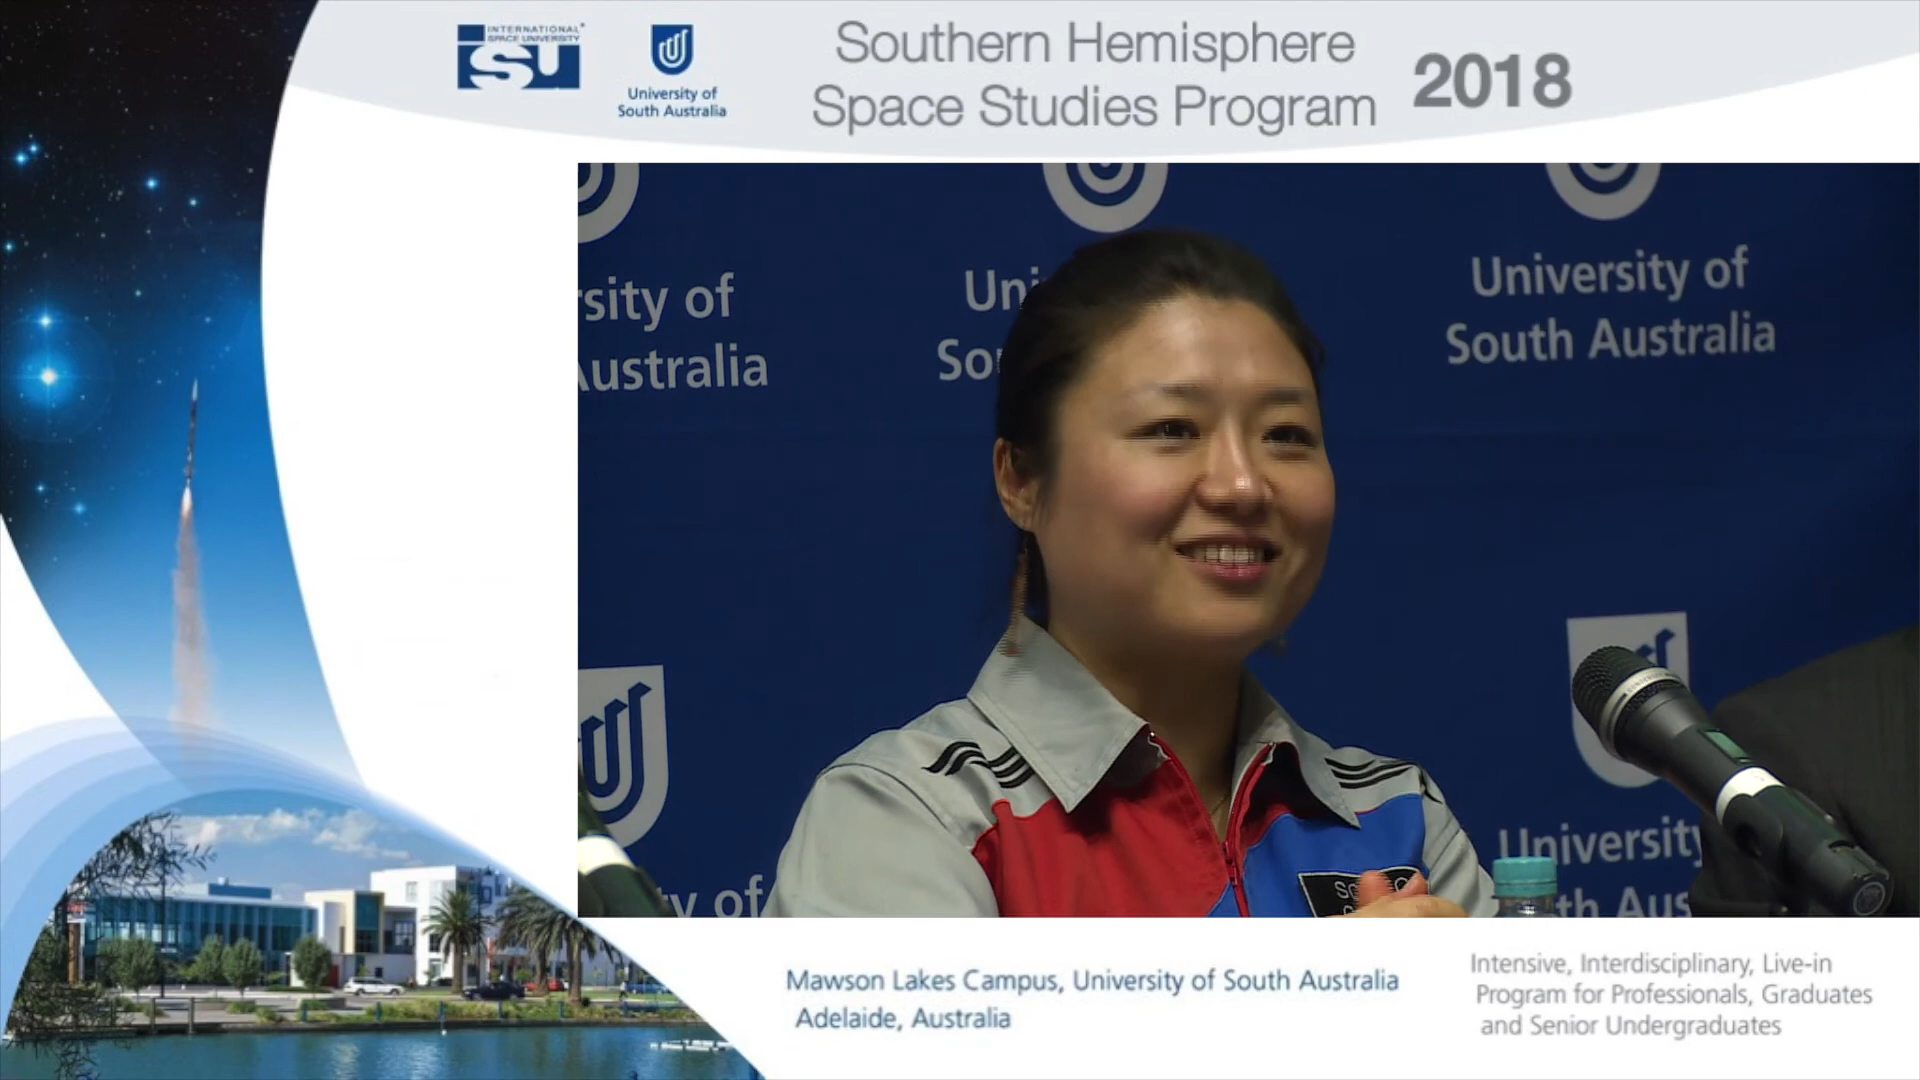 INTERNATIONAL
SPACE UNIVERSITY
ISU
University of
South Australia
Southern Hemisphere
Space Studies Program
2018
rsity of
Australia
Uni
So
University of
South Australia
ty of
University
th Aus
Mawson Lakes Campus, University of South Australia
Adelaide, Australia
Intensive, Interdisciplinary, Live-in
Program for Professionals, Graduates
and Senior Undergraduates